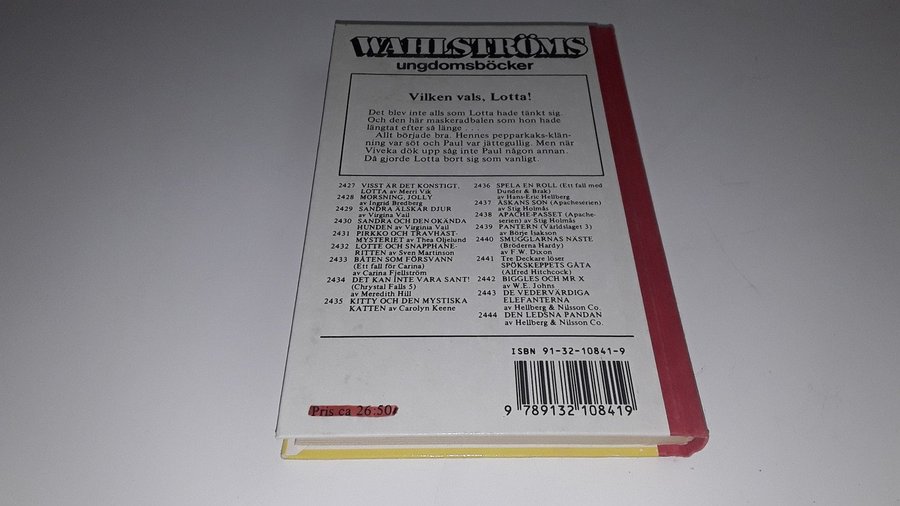 WAHLSTRÖMS
ungdomsböcker
Vilken vals, Lotta!
Det blev inte alls som Lotta hade tänkt sig.
Och den här maskeradbalen som hon hade
längtat efter så länge . . .
Allt började bra. Hennes pepparkaks-klän-
ning var söt och Paul var jättegullig. Men när
Viveka dök upp såg inte Paul någon annan.
Då gjorde Lotta bort sig som vanligt.
2427 VISST ÄR DET KONSTIGT,
LOTTA av Merri Vik
2428 MORSNING, JOLLY
av Ingrid Bredberg
2429 SANDRA ÄLSKAR DJUR
av Virgina Vail
2430 SANDRA OCH DEN OKÄNDA
HUNDEN av Virginia Vail
2431 PIRKKO OCH TRAVHÄST-
MYSTERIET av Thea Oljelund
2432 LOTTE OCH SNAPPHANE-
RITTEN av Sven Martinson
2433 BÅTEN SOM FÖRSVANN
(Ett fall för Carina)
av Carina Fjellström
2434 DET KAN INTE VARA SANT!
(Chrystal Falls 5)
av Meredith Hill
2435 KITTY OCH DEN MYSTISKA
KATTEN av Carolyn Keene
2436 SPELA EN ROLL (Ett fall med
Dunder & Brak)
av Hans-Eric Hellberg
2437 ÅSKANS SON (Apacheserien)
av Stig Holmås
2438 APACHE-PASSET (Apache-
serien) av Stig Holmås
2439 PANTERN (Världslaget 3)
av Börje Isakson
2440 SMUGGLARNAS NÄSTE
(Bröderna Hardy)
av F.W. Dixon
2441 Tre Deckare löser
SPÖKSKEPPETS GÅTA
(Alfred Hitchcock)
2442 BIGGLES OCH MR X
av W.E. Johns
2443 DE VEDERVÄRDIGA
ELEFANTERNA
av Hellberg & Nilsson Co.
2444 DEN LEDSNA PANDAN
av Hellberg & Nilsson Co.
ISBN 91-32-10841-9
Pris ca 26:50
9 789132 108419